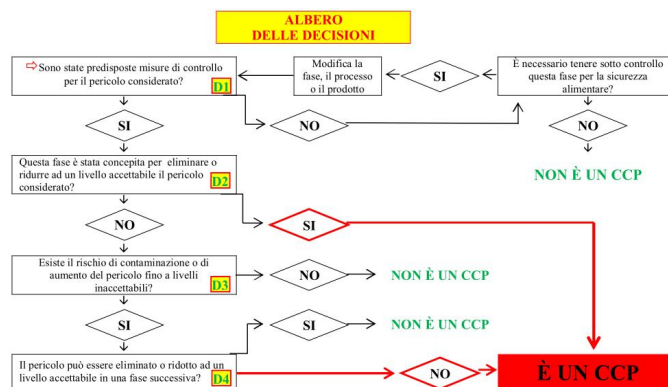 ALBERO
DELLE DECISIONI
⇨Sono state predisposte misure di controllo
per il pericolo considerato?
D1
Modifica la
fase, il processo
o il prodotto
SI
È necessario tenere sotto controllo
questa fase per la sicurezza
alimentare?
SI
NO
NO
Questa fase è stata concepita per eliminare o
ridurre ad un livello accettabile il pericolo
considerato?
D2
NON È UN CCP
NO
SI
Esiste il rischio di contaminazione o di
aumento del pericolo fino a livelli
inaccettabili?
D3
NO
NON È UN CCP
SI
SI
NON È UN CCP
Il pericolo può essere eliminato o ridotto ad un
livello accettabile in una fase successiva?
D4
NO
È UN CCP